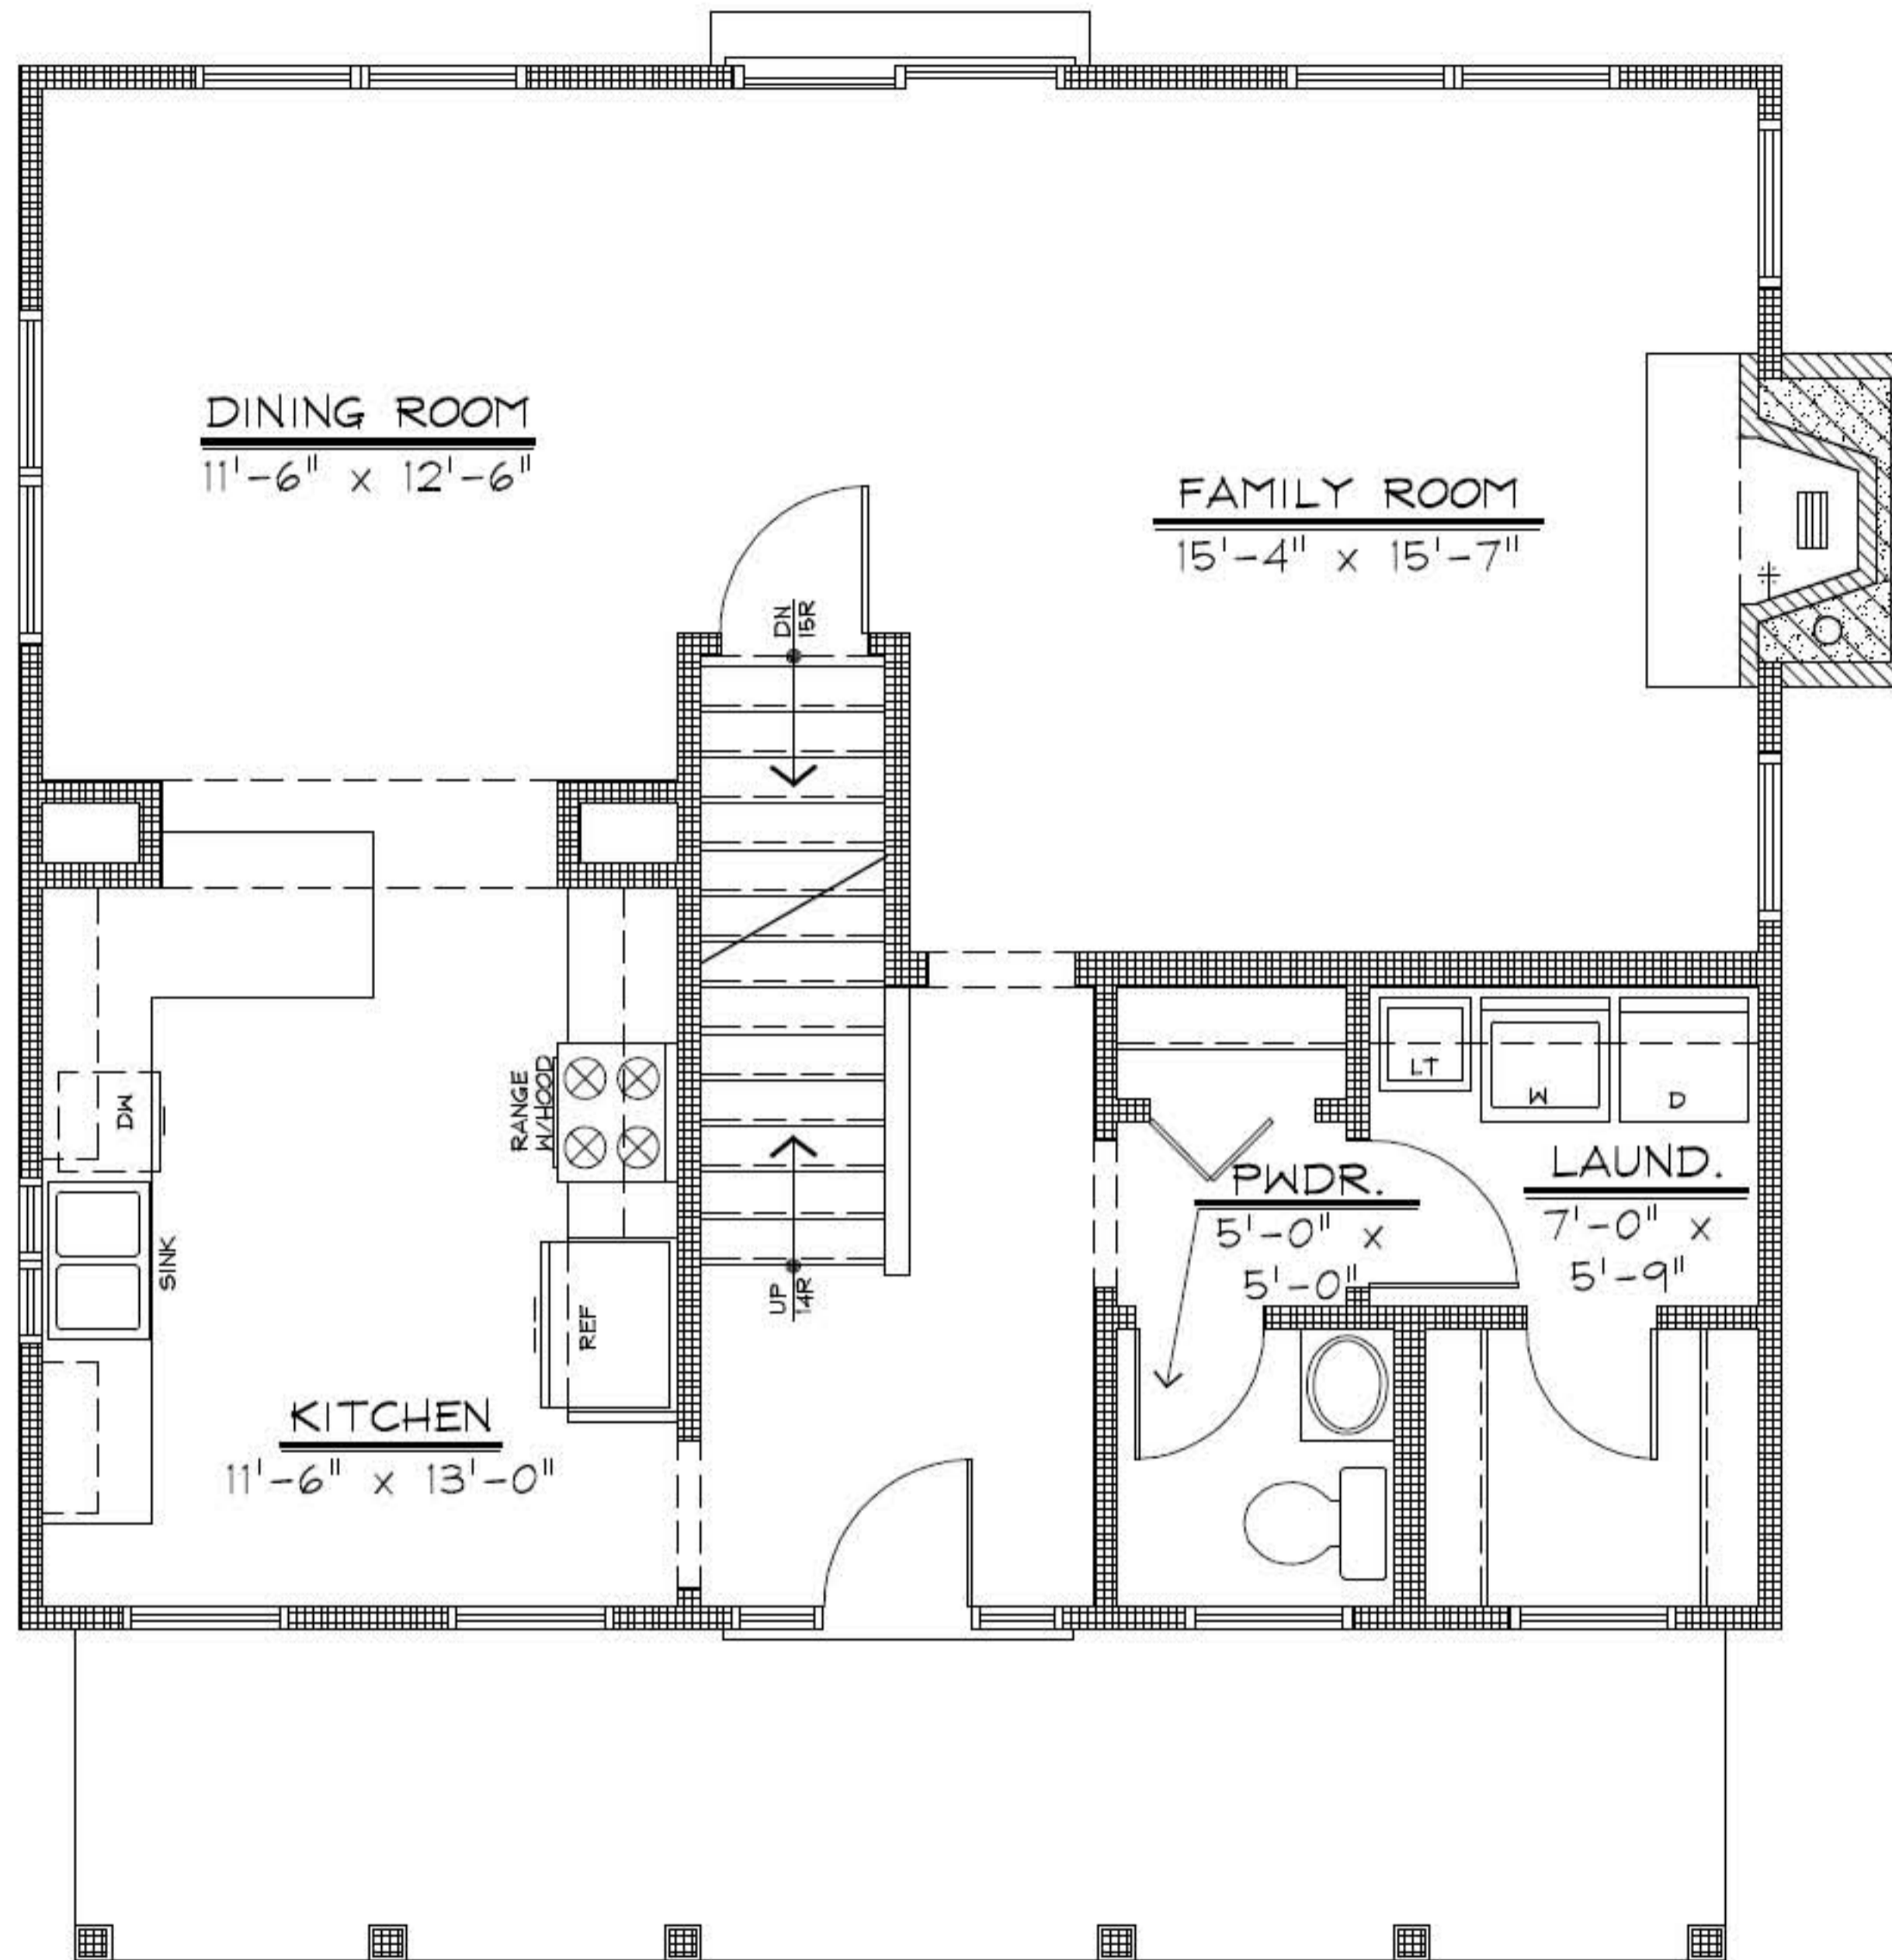 DINING ROOM
11'-6" x 12'-6"
FAMILY ROOM
15'-4" x 15'-7"
DN
15R
RANGE
W/HOOD
DW
SINK
REF
UP
14R
LT
W
D
PWDR.
5'-0" x
5'-0"
LAUND.
7'-0" x
5'-9"
KITCHEN
11'-6" x 13'-0"